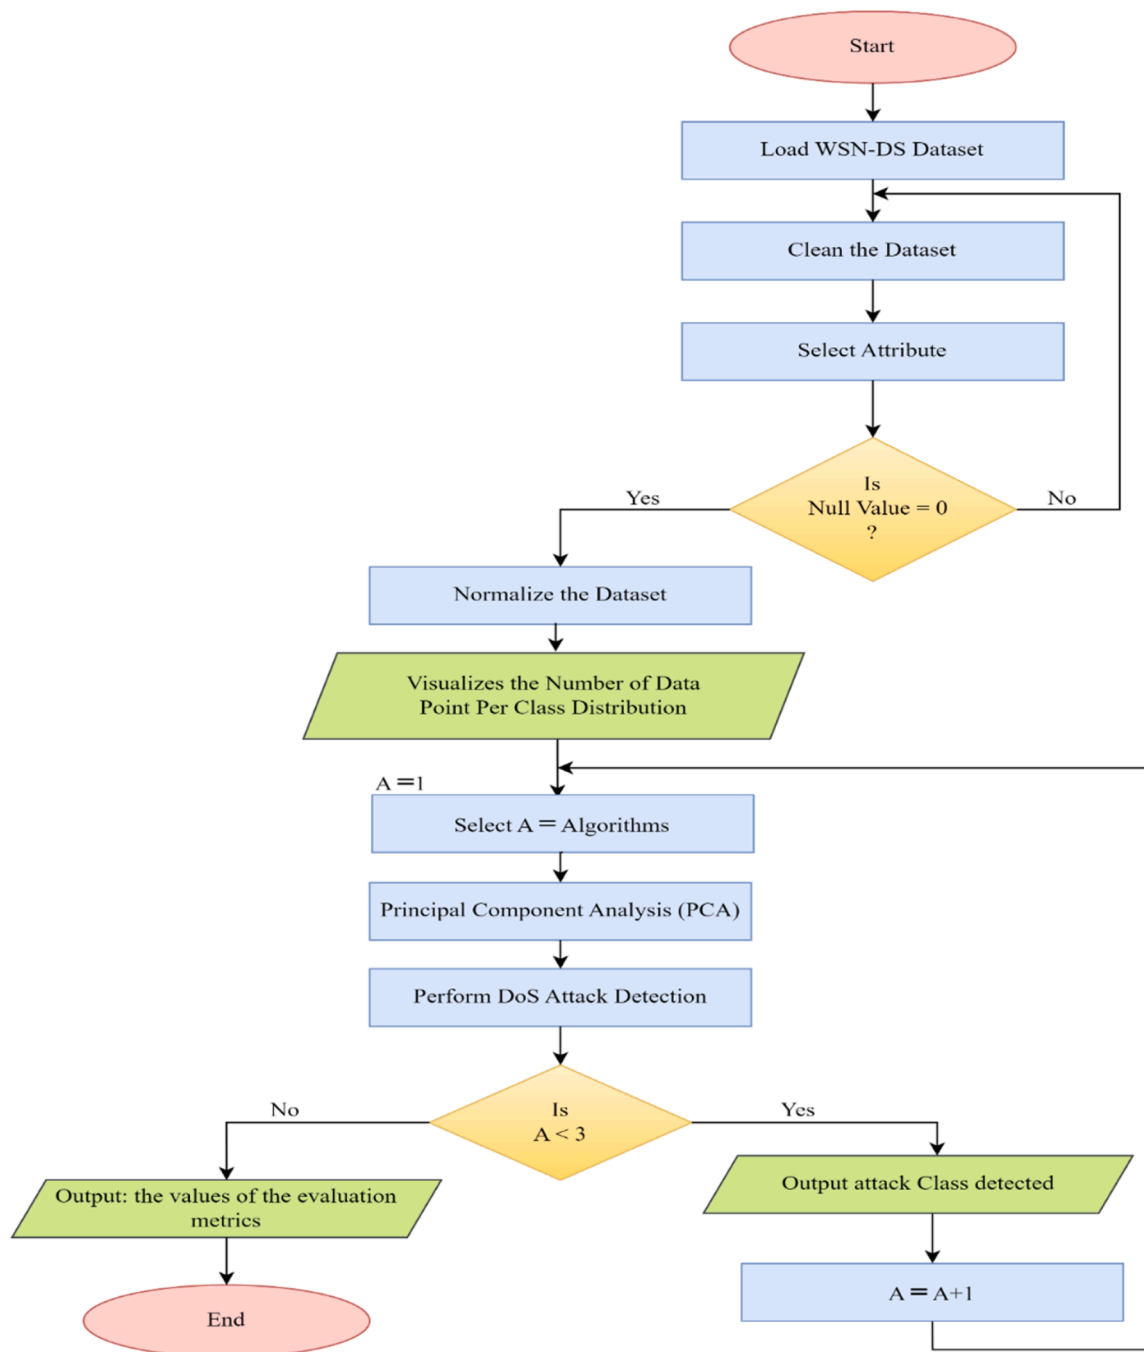 Start
Load WSN-DS Dataset
Clean the Dataset
Select Attribute
Is
Null Value = 0
?
Yes
No
Normalize the Dataset
Visualizes the Number of Data
Point Per Class Distribution
A =1
Select A = Algorithms
Principal Component Analysis (PCA)
Perform DoS Attack Detection
Is
A < 3
No
Yes
Output: the values of the evaluation
metrics
Output attack Class detected
End
A = A+1